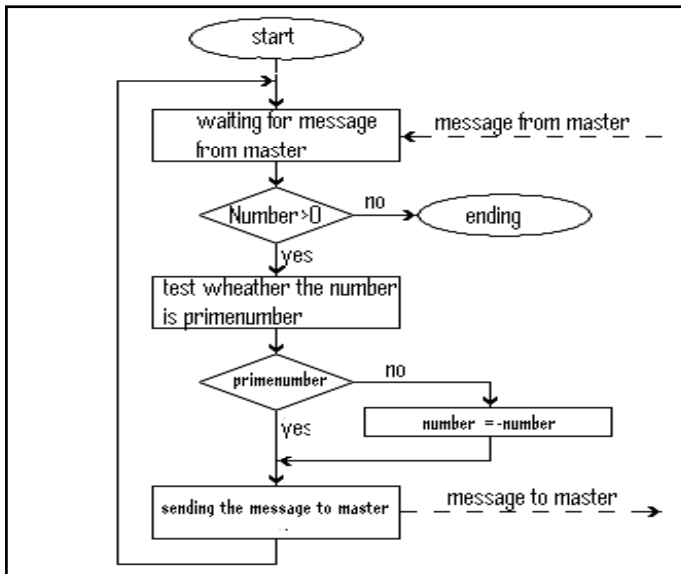 start
waiting for message
from master
message from master
Number>0
no
ending
yes
test wheather the number
is primenumber
primenumber
no
yes
number =-number
sending the message to master
message to master